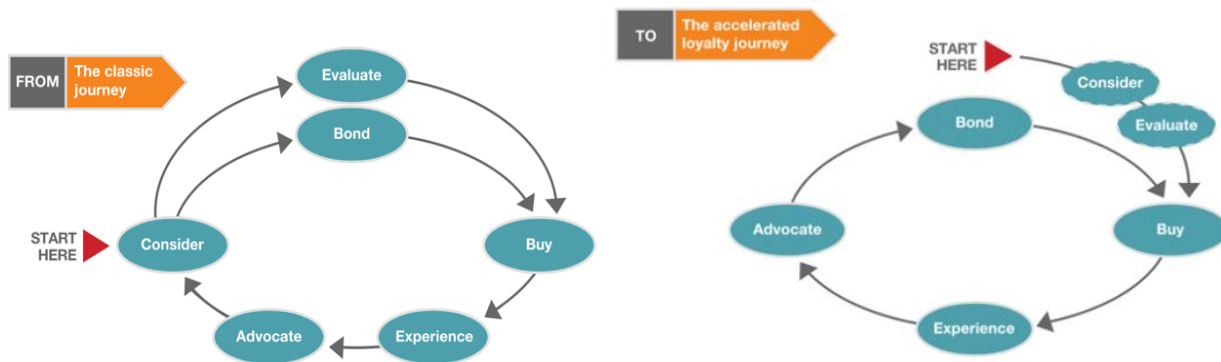 FROM
The classic
journey
Evaluate
Bond
START
HERE
Consider
Buy
Advocate
Experience
TO
The accelerated
loyalty journey
START
HERE
Consider
Evaluate
Bond
Advocate
Buy
Experience